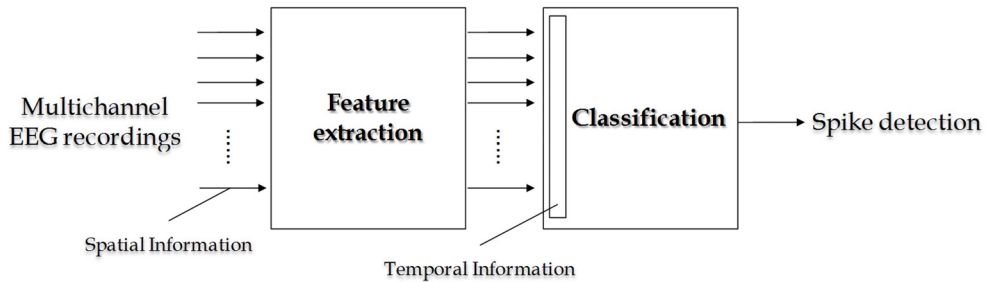 Multichannel
EEG recordings
Feature
extraction
Classification
Spike detection
Spatial Information
Temporal Information